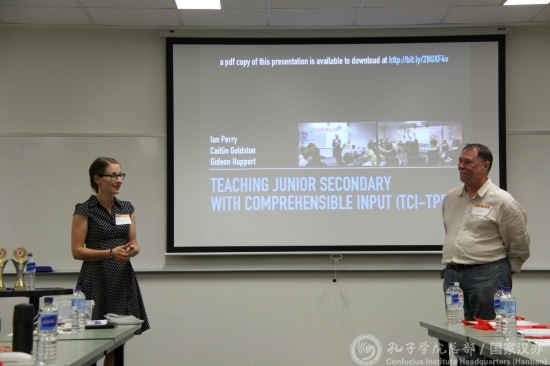 a pdf copy of this presentation is available to download at http://bit.ly/2BUXF4v
Ian Perry
Caitlin Goldston
Gideon Huppert
TEACHING JUNIOR SECONDARY
WITH COMPREHENSIBLE INPUT (TCI-TPR
孔子学院总部 / 国家汉办
Confucius Institute Headquarters (Hanban)